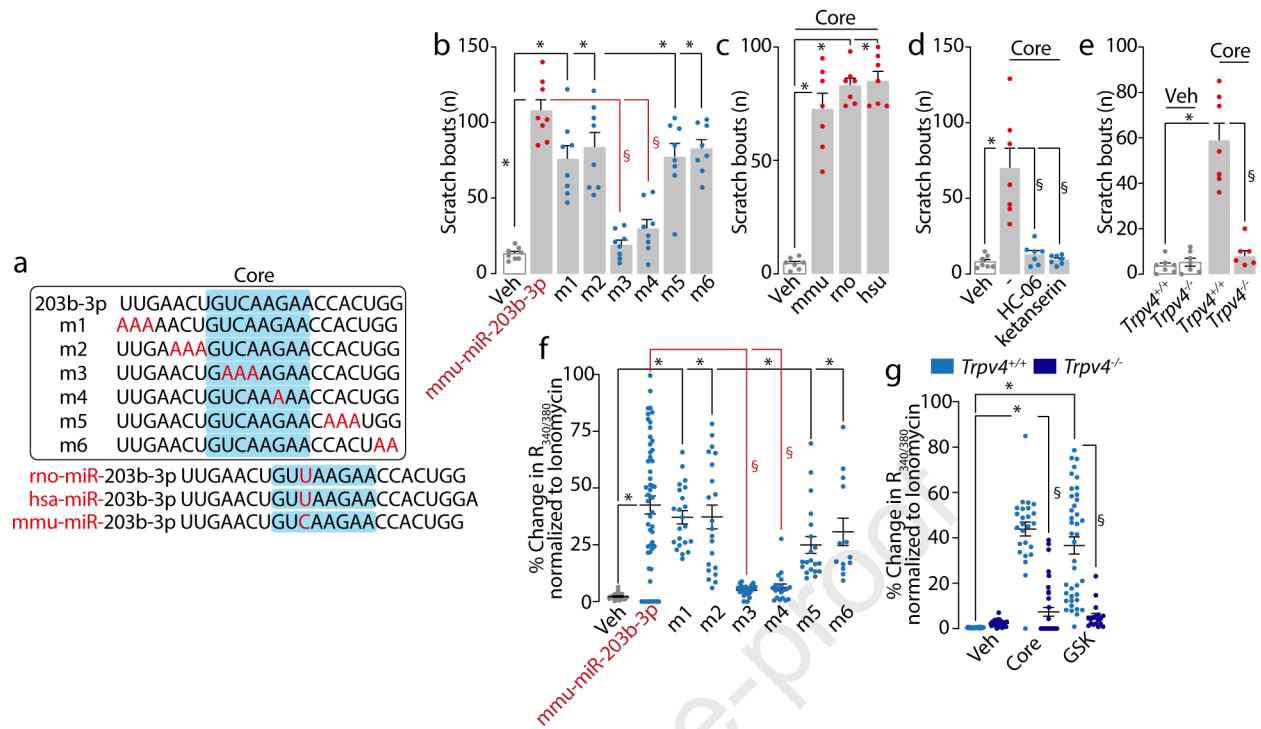 a
Core
203b-3p UUGAACUGUCAAGAACCACUGG
m1 AAAAACUGUCAAGAACCACUGG
m2 UUGAAAAGUCAAGAACCACUGG
m3 UUGAACUGAAAAGAACCACUGG
m4 UUGAACUGUCAAAAACCACUGG
m5 UUGAACUGUCAAGAACAAAUGG
m6 UUGAACUGUCAAGAACCACUAA
rno-miR-203b-3p UUGAACUGUUAAGAACCACUGG
hsa-miR-203b-3p UUGAACUGUUAAGAACCACUGGA
mmu-miR-203b-3p UUGAACUGUCAAGAACCACUGG
b
Scratch bouts (n)
150
100
50
0
* * * * * § §
Veh
mmu-miR-203b-3p
m1
m2
m3
m4
m5
m6
c
Core
Scratch bouts (n)
100
50
0
* * *
Veh
mmu
rno
hsu
d
Core
Scratch bouts (n)
150
100
50
0
* § §
Veh
-
HC-06
ketanserin
e
Core
Veh
Scratch bouts (n)
100
80
60
40
20
0
* §
Trpv4+/+
Trpv4-/-
Trpv4+/+
Trpv4-/-
f
% Change in R340/380
normalized to Ionomycin
100
75
50
25
0
* * * * * § §
Veh
mmu-miR-203b-3p
m1
m2
m3
m4
m5
m6
g
Trpv4+/+ Trpv4-/-
% Change in R340/380
normalized to Ionomycin
100
80
60
40
20
0
* * § §
Veh
Core
GSK
e-proof